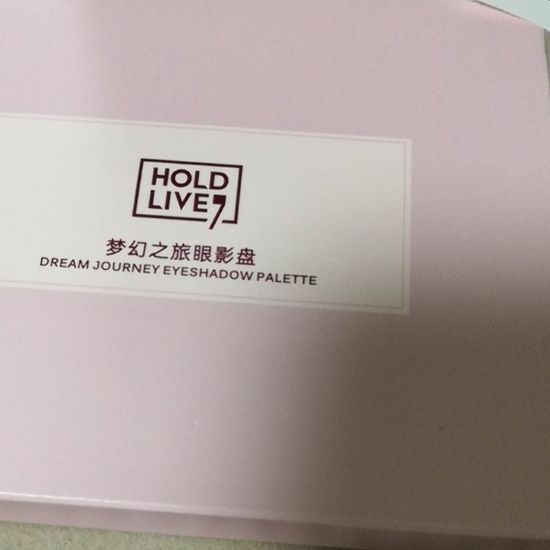 HOLD
LIVE
梦幻之旅眼影盘
DREAM JOURNEY EYESHADOW PALETTE